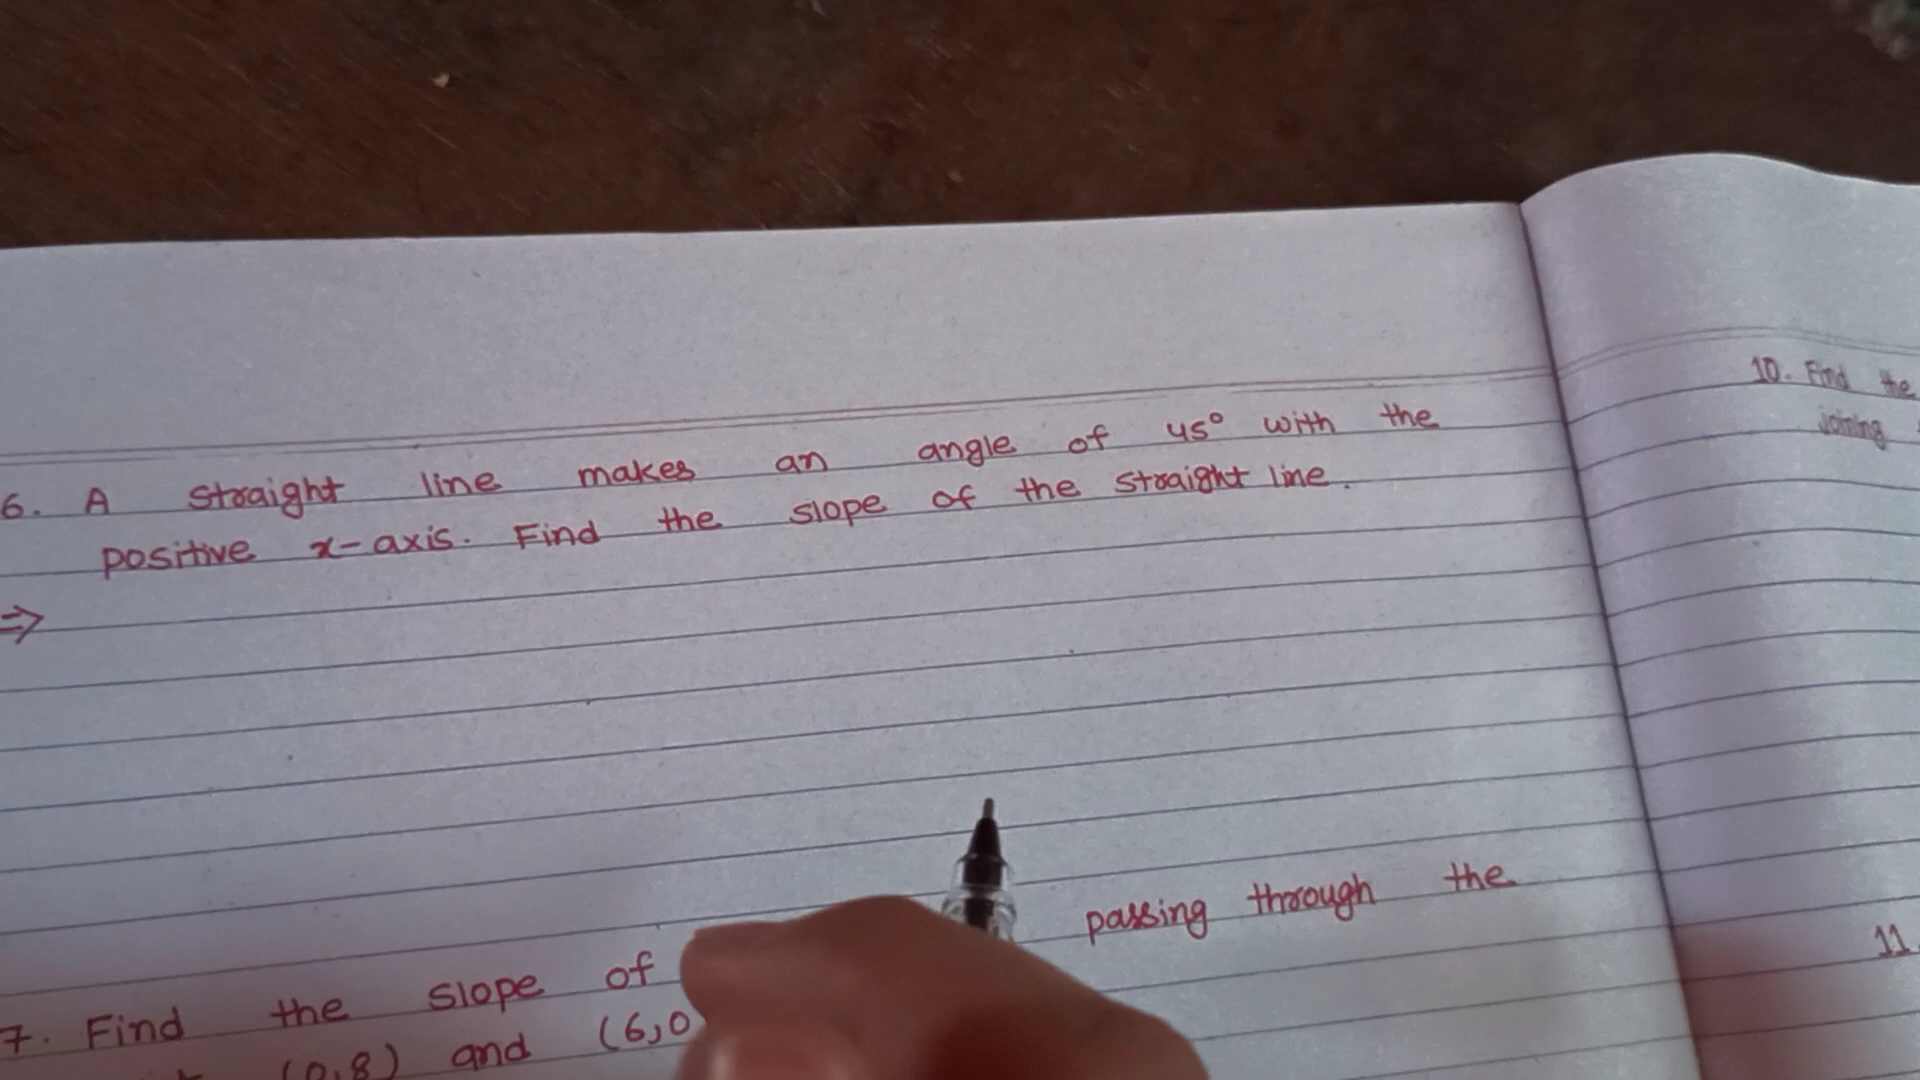 6. A straight line makes an angle of 45° with the
positive x-axis. Find the slope of the straight line.
⇒
7. Find the slope of passing through the
(0,8) and (6,0
10. Find the
joining
11.